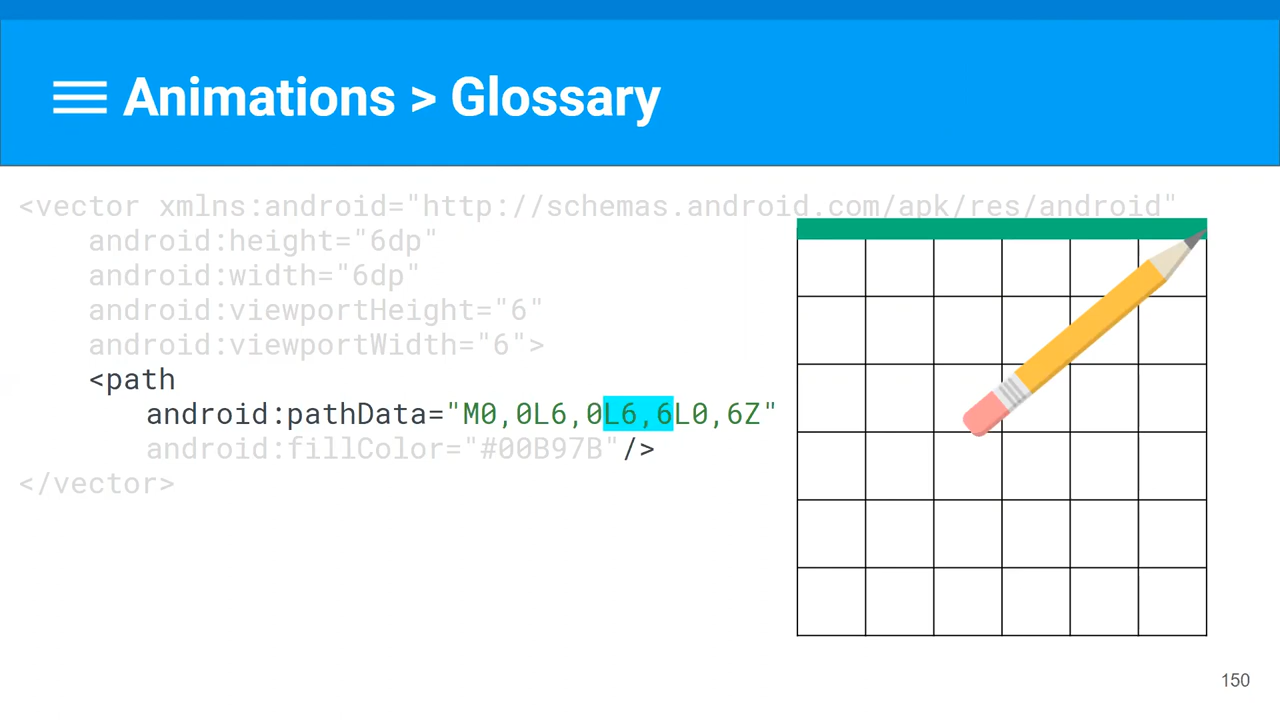 Animations > Glossary
<vector xmlns:android="http://schemas.android.com/apk/res/android"
android:height="6dp"
android:width="6dp"
android:viewportHeight="6"
android:viewportWidth="6">
<path
android:pathData="M0,0L6,0L6,6L0,6Z"
android:fillColor="#00B97B"/>
</vector>
150